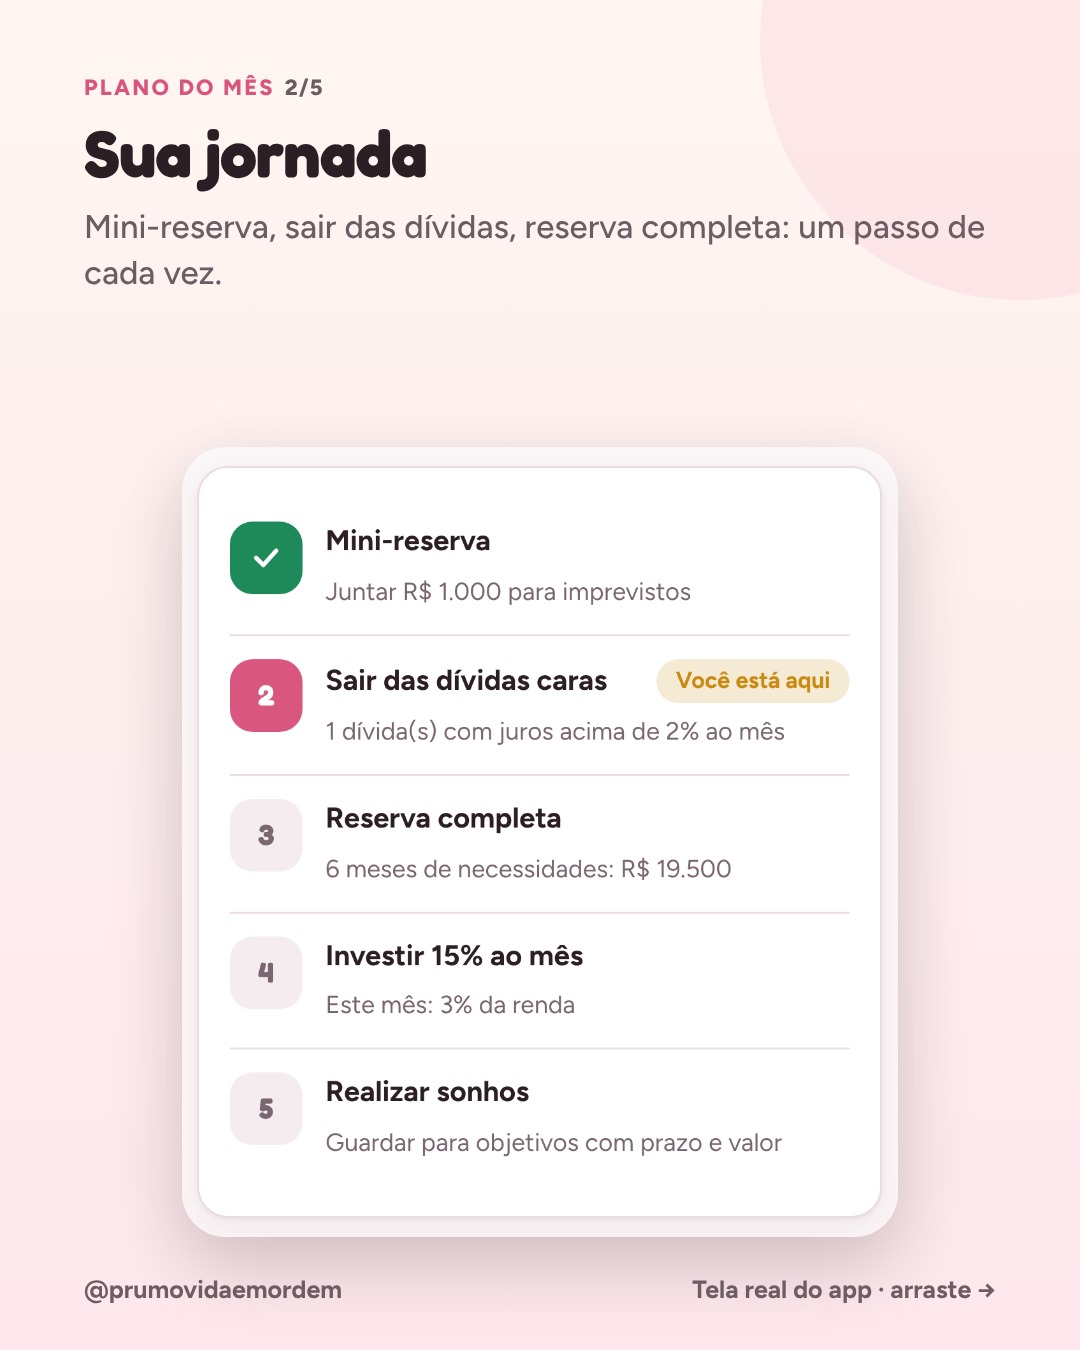 PLANO DO MÊS 2/5
Sua jornada
Mini-reserva, sair das dívidas, reserva completa: um passo de
cada vez.
Mini-reserva
Juntar R$ 1.000 para imprevistos
2
Sair das dívidas caras
Você está aqui
1 dívida(s) com juros acima de 2% ao mês
3
Reserva completa
6 meses de necessidades: R$ 19.500
4
Investir 15% ao mês
Este mês: 3% da renda
5
Realizar sonhos
Guardar para objetivos com prazo e valor
@prumovidaemordem
Tela real do app · arraste →